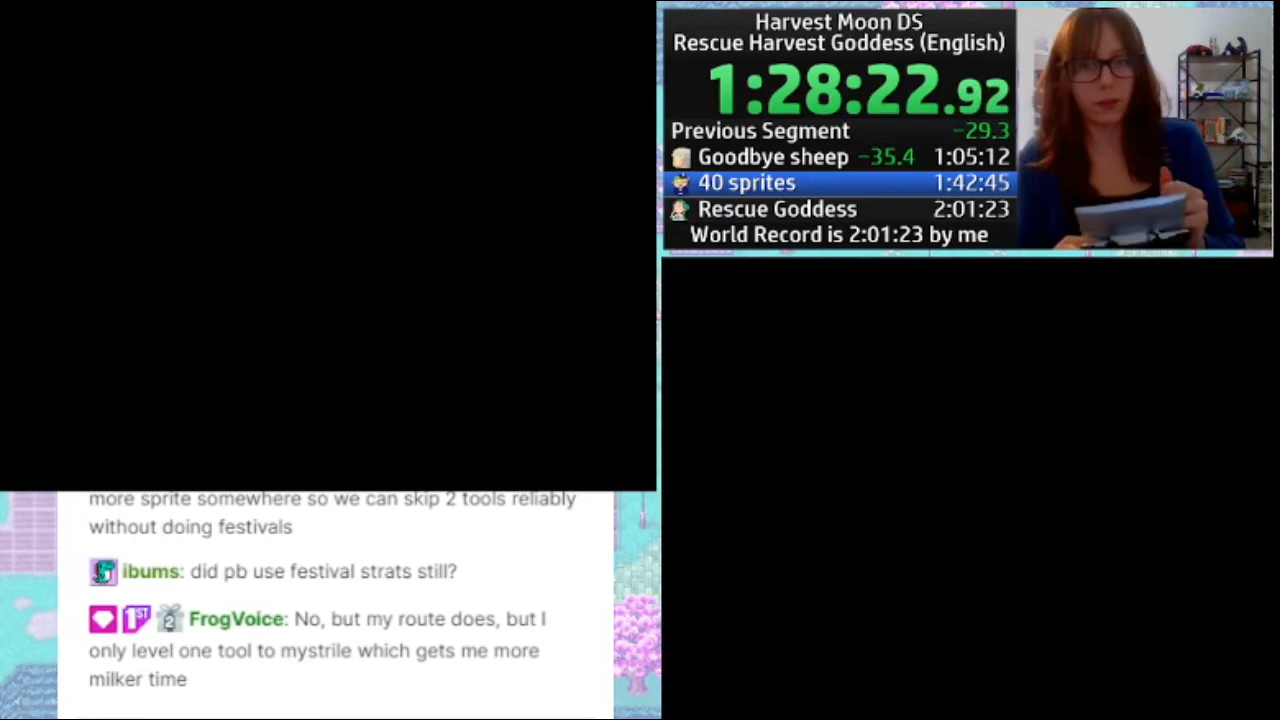 Harvest Moon DS
Rescue Harvest Goddess (English)
1:28:22.92
Previous Segment -29.3
Goodbye sheep -35.4 1:05:12
40 sprites 1:42:45
Rescue Goddess 2:01:23
World Record is 2:01:23 by me
more sprite somewhere so we can skip 2 tools reliably
without doing festivals
ibums: did pb use festival strats still?
1ST 2 FrogVoice: No, but my route does, but I
only level one tool to mystrile which gets me more
milker time